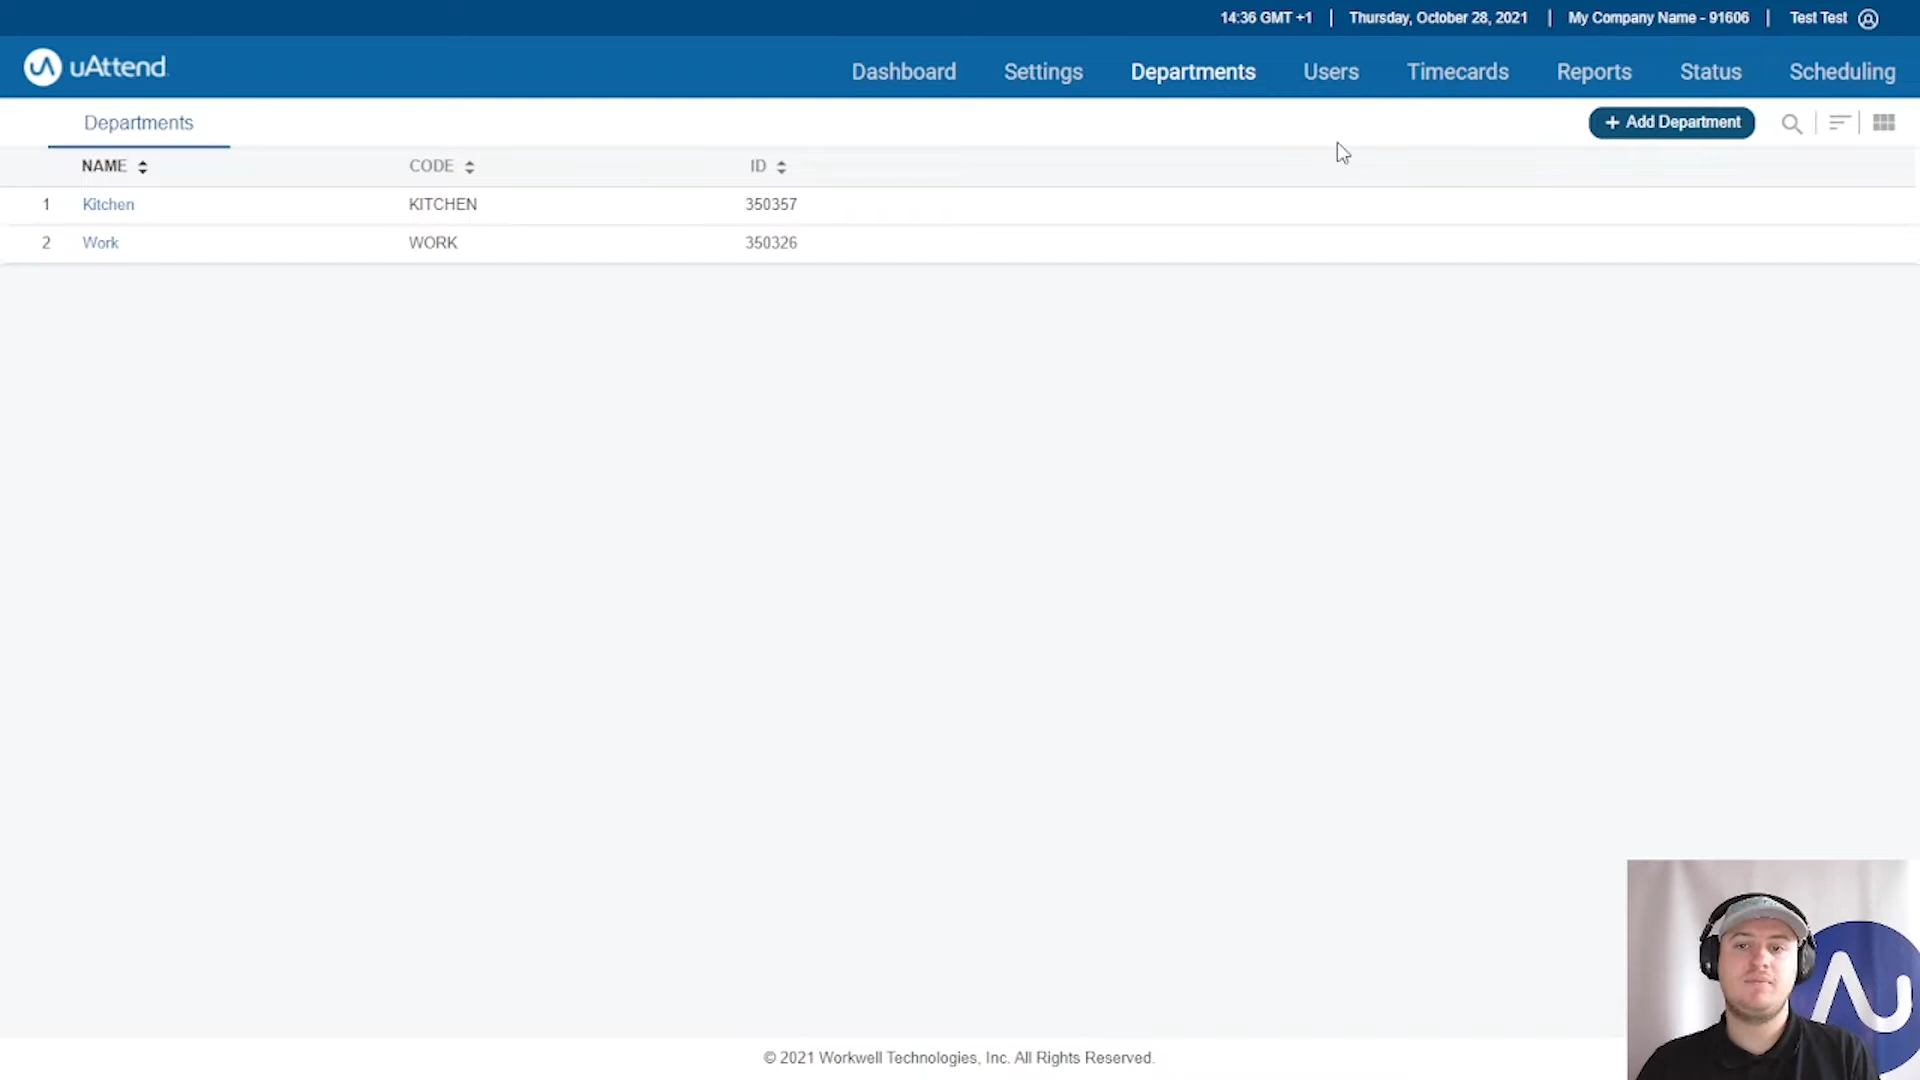 14:36 GMT +1 | Thursday, October 28, 2021 | My Company Name - 91606 | Test Test
uAttend
Dashboard Settings Departments Users Timecards Reports Status Scheduling
Departments
+ Add Department
NAME CODE ID
1 Kitchen KITCHEN 350357
2 Work WORK 350326
© 2021 Workwell Technologies, Inc. All Rights Reserved.